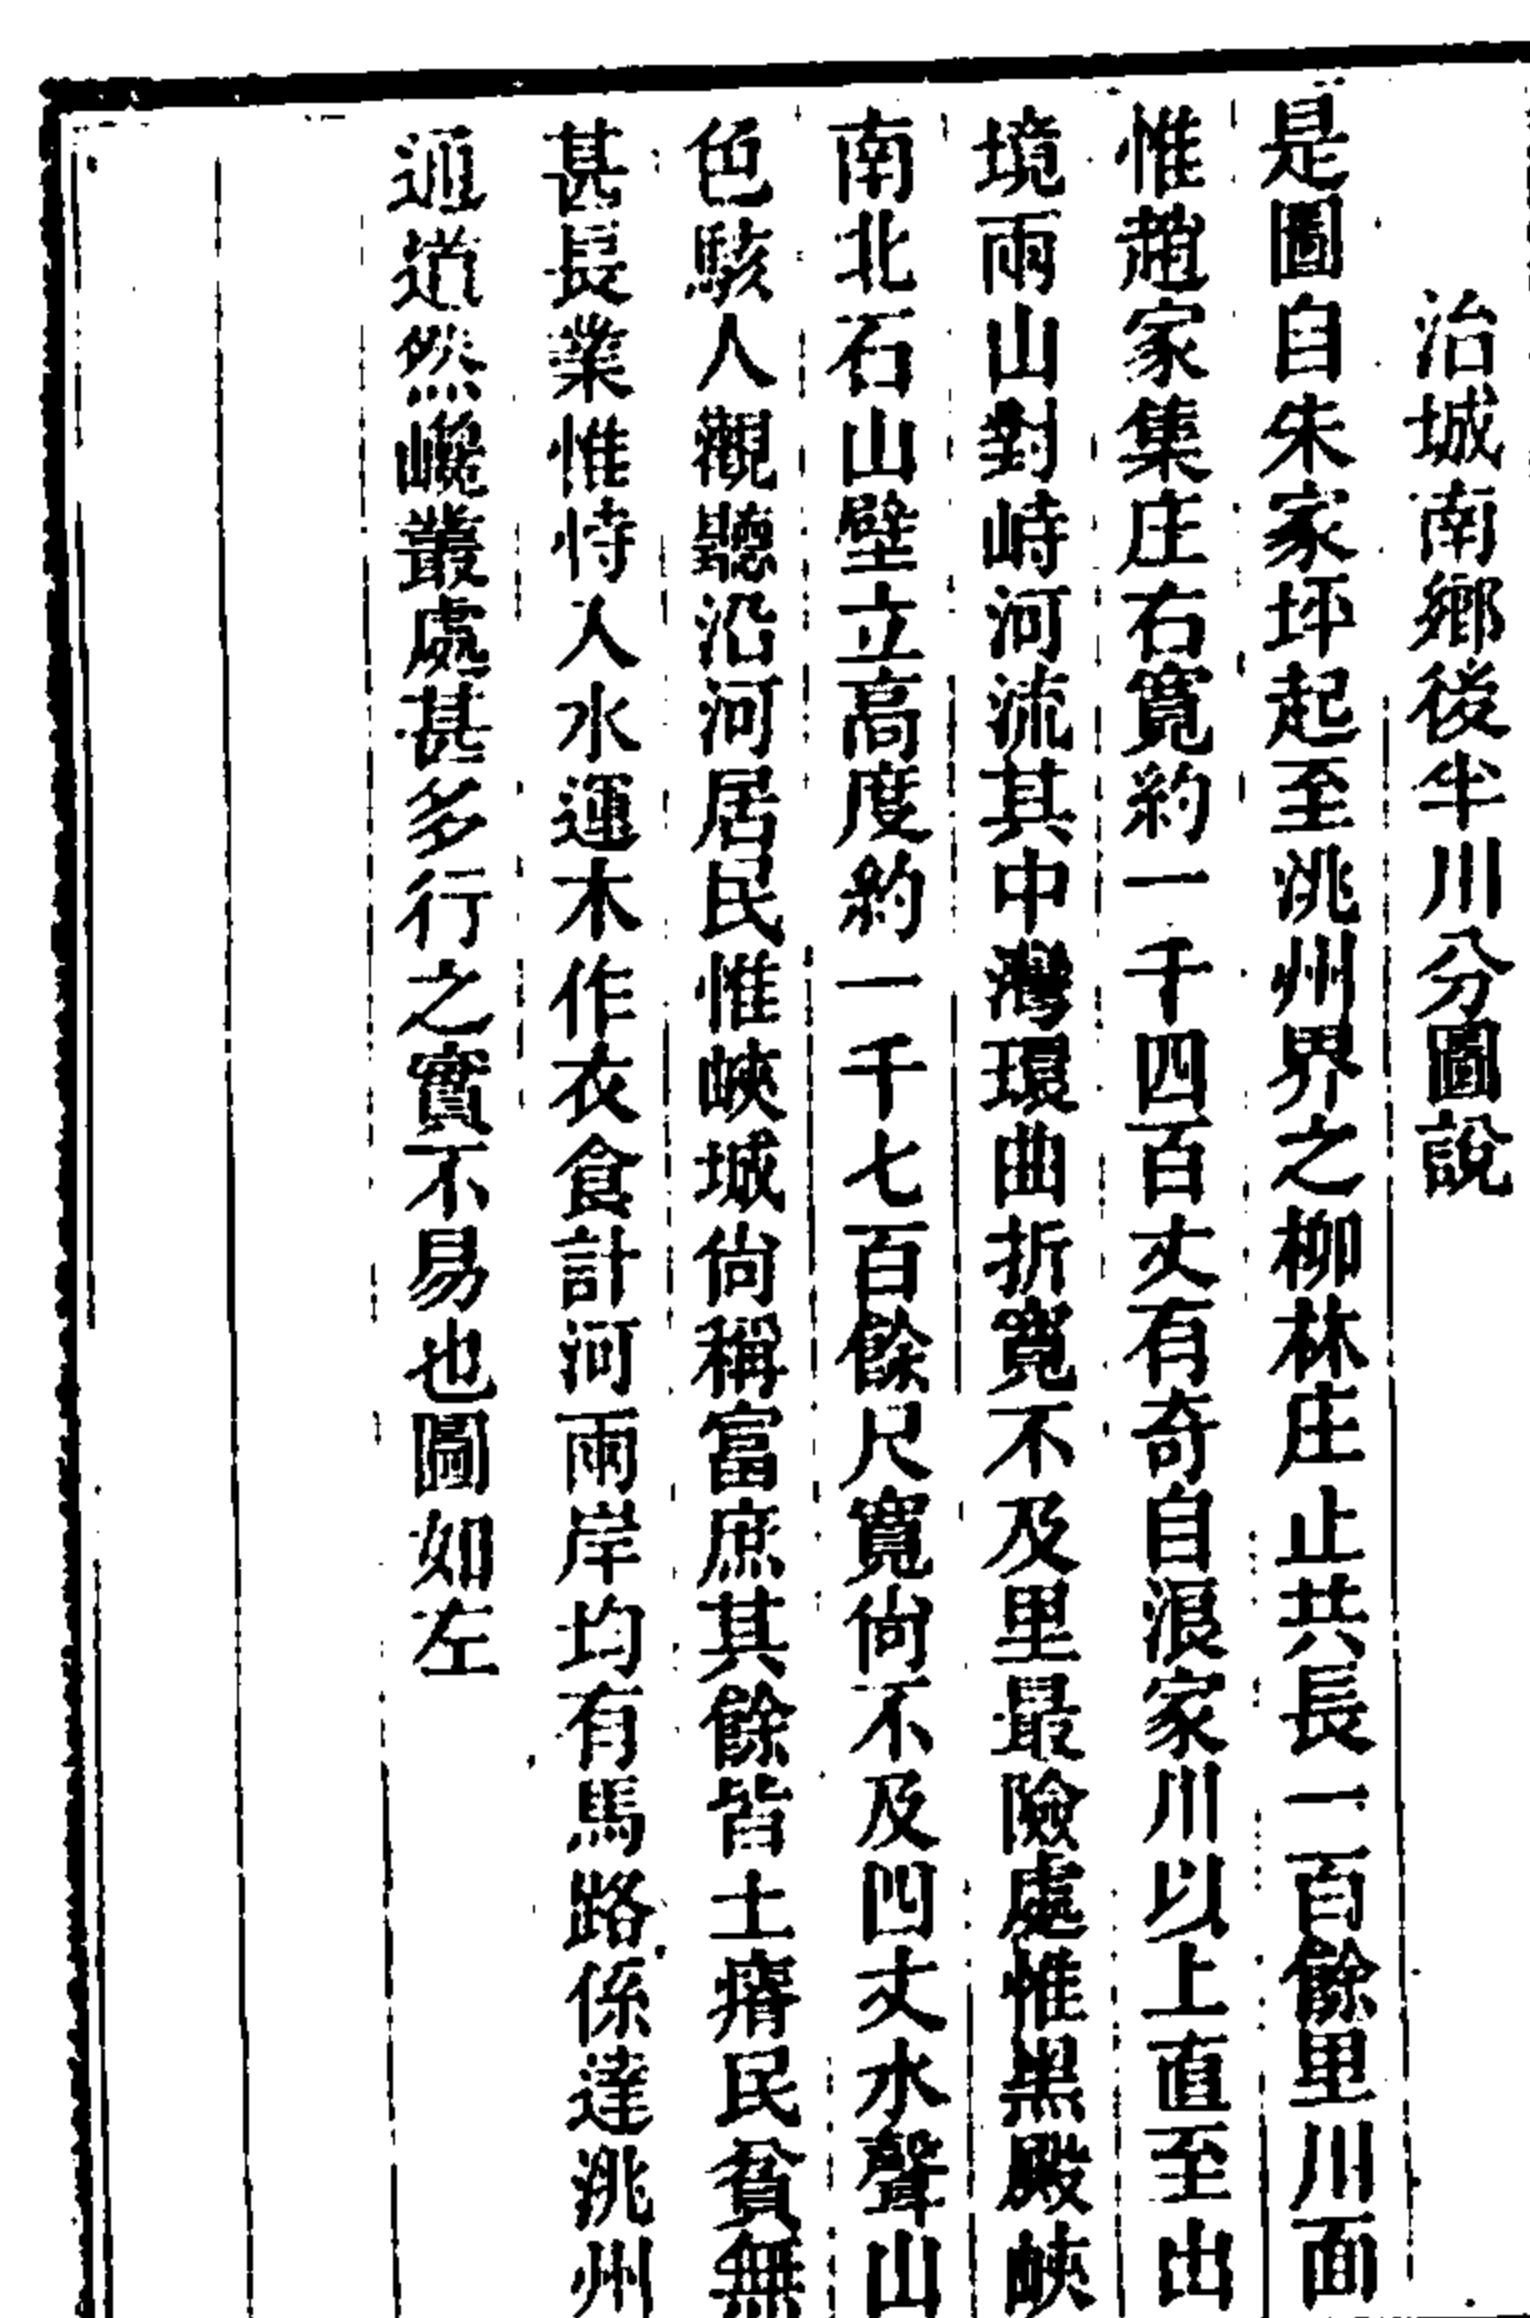 治城南鄉後半川分圖說
是圖自朱家坪起至洮州界之柳林庄止共長一百餘里川面
惟趙家集庄右寬約一千四百丈有奇自浪家川以上直至出
境兩山對峙河流其中灣環曲折寬不及里最險處惟黑殿峽
南北石山壁立高度約一千七百餘尺寬尙不及四丈水聲山
色駭人觀聽沿河居民惟峽城尙稱富庶其餘皆土瘠民貧無
甚長業惟恃入水運木作衣食計河兩岸均有馬路係達洮州
通道然巉叢處甚多行之實不易也圖如左